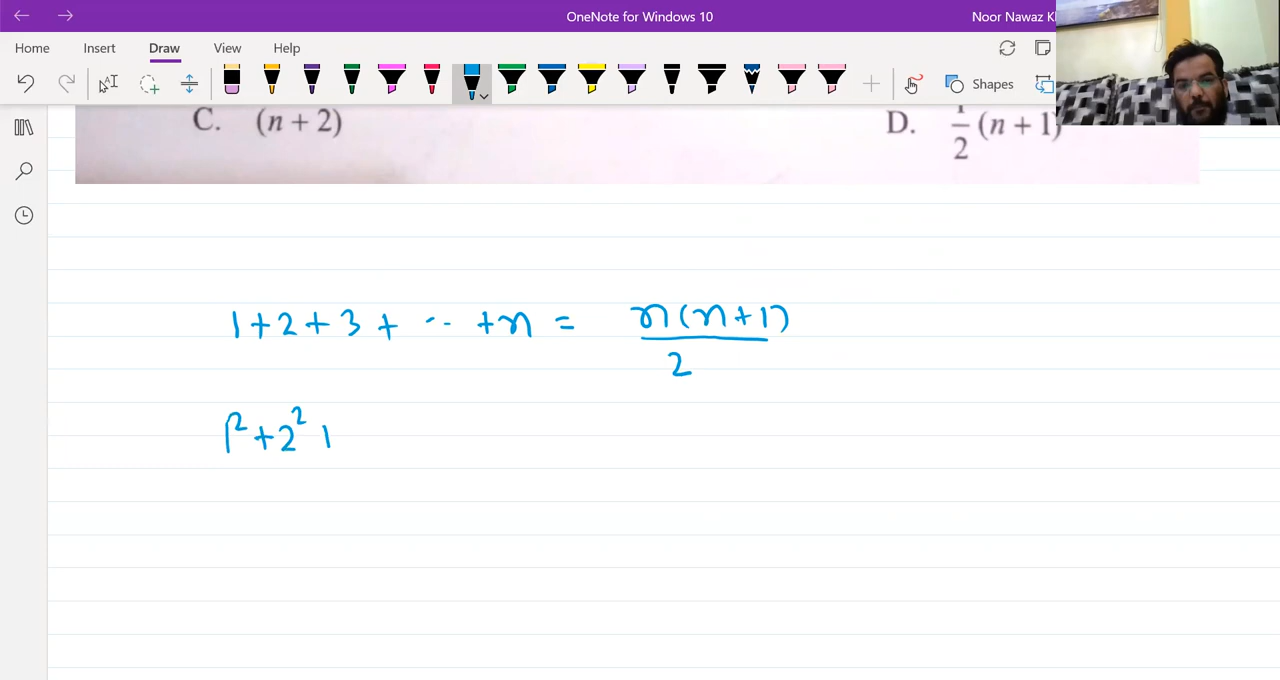 OneNote for Windows 10
Noor Nawaz
Home Insert Draw View Help
Shapes
C. (n + 2)
D. 1/2 (n + 1)
1 + 2 + 3 + ... + n = n(n+1)/2
1² + 2² 1